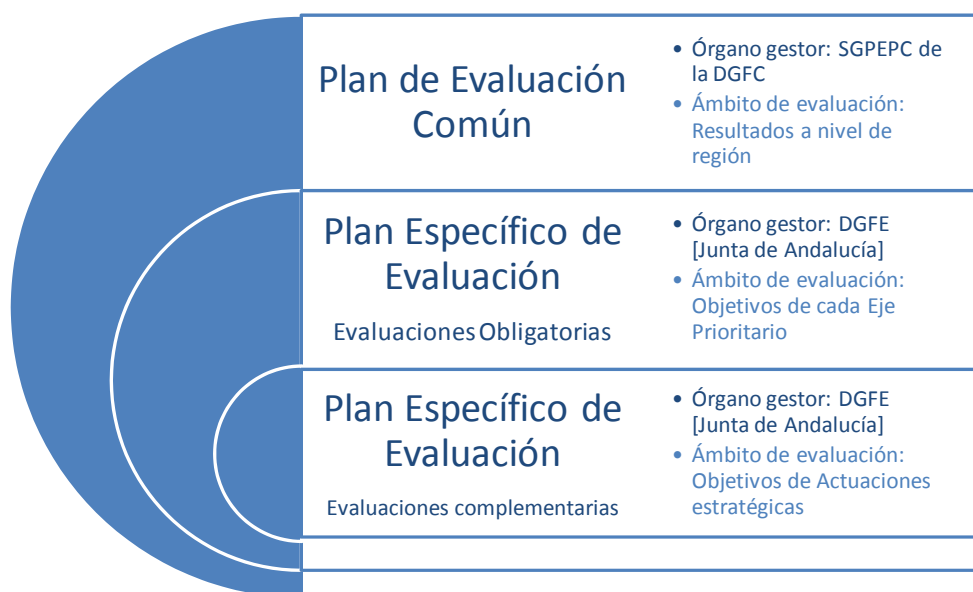 Plan de Evaluación
Común
• Órgano gestor: SGPEPC de
la DGFC
• Ámbito de evaluación:
Resultados a nivel de
región
Plan Específico de
Evaluación
Evaluaciones Obligatorias
• Órgano gestor: DGFE
[Junta de Andalucía]
• Ámbito de evaluación:
Objetivos de cada Eje
Prioritario
Plan Específico de
Evaluación
Evaluaciones complementarias
• Órgano gestor: DGFE
[Junta de Andalucía]
• Ámbito de evaluación:
Objetivos de Actuaciones
estratégicas